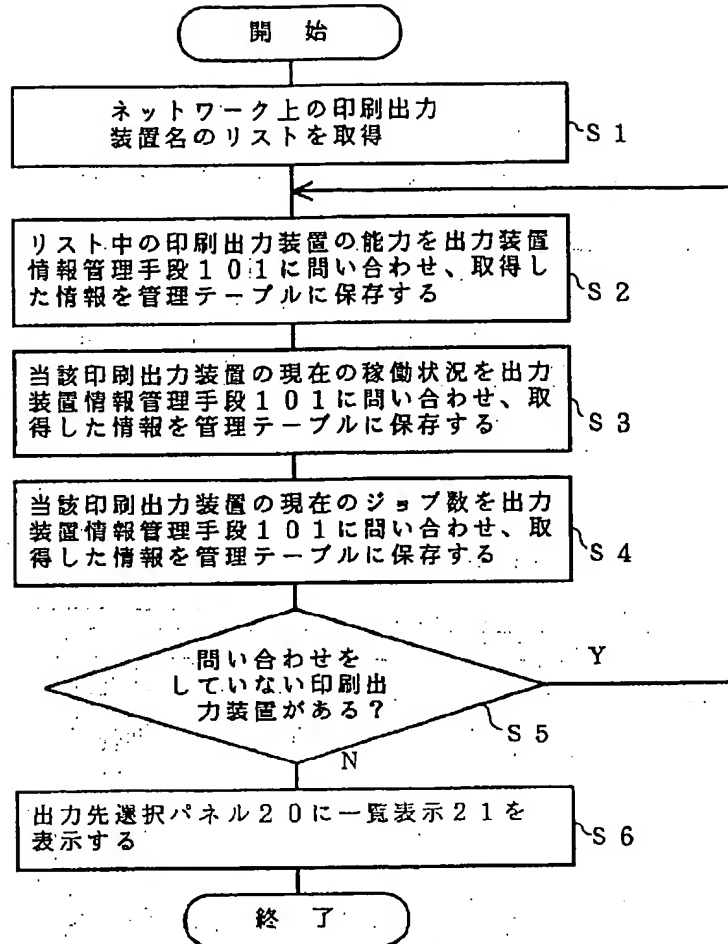 開 始
ネットワーク上の印刷出力
装置名のリストを取得
S 1
リスト中の印刷出力装置の能力を出力装置
情報管理手段101に問い合わせ、取得し
た情報を管理テーブルに保存する
S 2
当該印刷出力装置の現在の稼働状況を出力
装置情報管理手段101に問い合わせ、取
得した情報を管理テーブルに保存する
S 3
当該印刷出力装置の現在のジョブ数を出力
装置情報管理手段101に問い合わせ、取
得した情報を管理テーブルに保存する
S 4
問い合わせを
していない印刷出
力装置がある?
Y
S 5
N
出力先選択パネル20に一覧表示21を
表示する
S 6
終 了